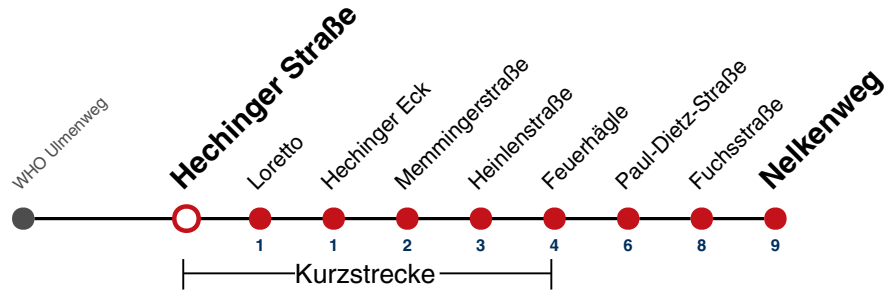 WHO Ulmenweg
Hechinger Straße
Loretto
Hechinger Eck
Memmingerstraße
Heinlenstraße
Feuerhägle
Paul-Dietz-Straße
Fuchsstraße
Nelkenweg
1 1 2 3 4 6 8 9
Kurzstrecke